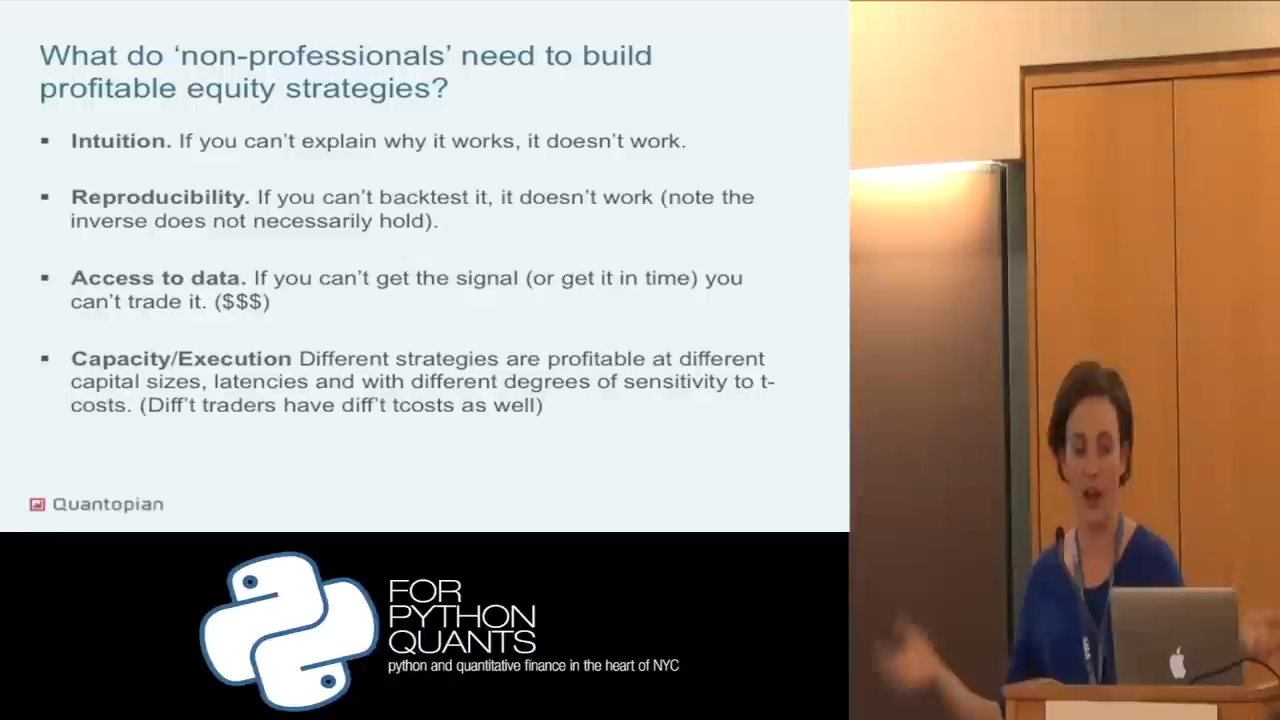 What do ‘non-professionals’ need to build
profitable equity strategies?
▪ Intuition. If you can’t explain why it works, it doesn’t work.
▪ Reproducibility. If you can’t backtest it, it doesn’t work (note the
inverse does not necessarily hold).
▪ Access to data. If you can’t get the signal (or get it in time) you
can’t trade it. ($$$)
▪ Capacity/Execution Different strategies are profitable at different
capital sizes, latencies and with different degrees of sensitivity to t-
costs. (Diff’t traders have diff’t tcosts as well)
Quantopian
FOR
PYTHON
QUANTS
python and quantitative finance in the heart of NYC